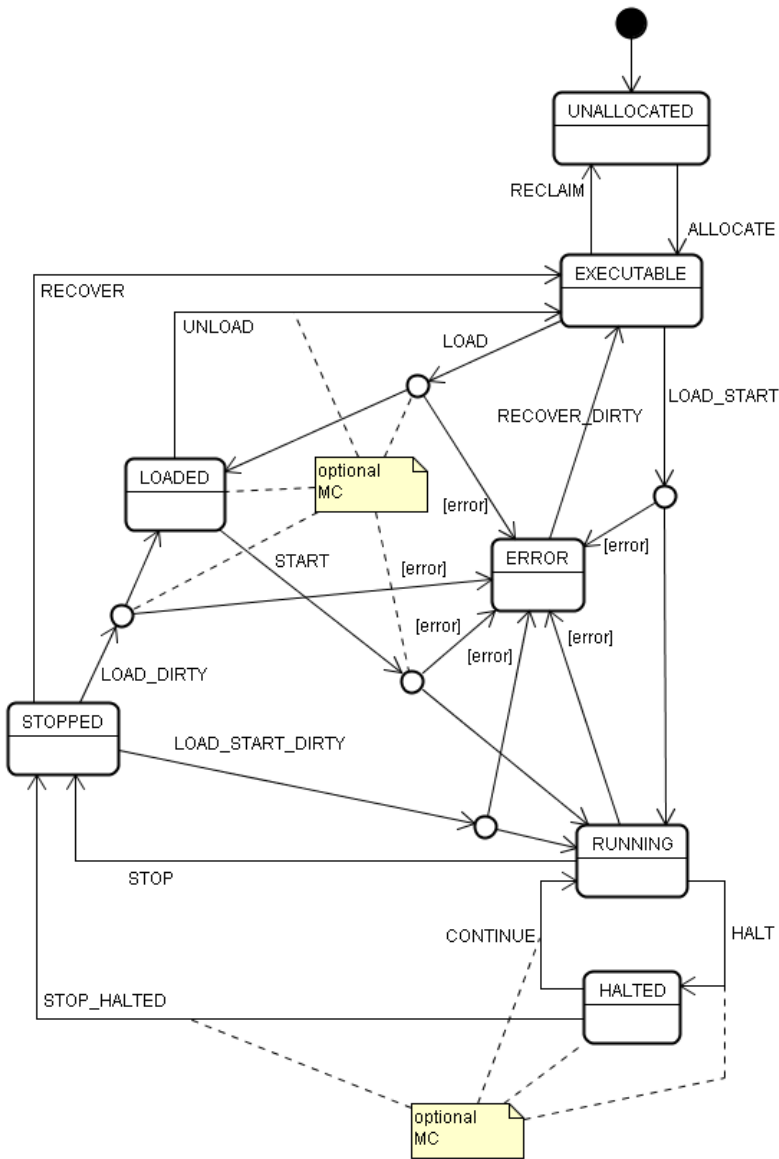 UNALLOCATED
RECLAIM
ALLOCATE
EXECUTABLE
RECOVER
UNLOAD
LOAD
LOAD_START
RECOVER_DIRTY
LOADED
optional
MC
[error]
[error]
ERROR
START
[error]
[error]
[error]
[error]
LOAD_DIRTY
STOPPED
LOAD_START_DIRTY
RUNNING
STOP
CONTINUE
HALT
HALTED
STOP_HALTED
optional
MC